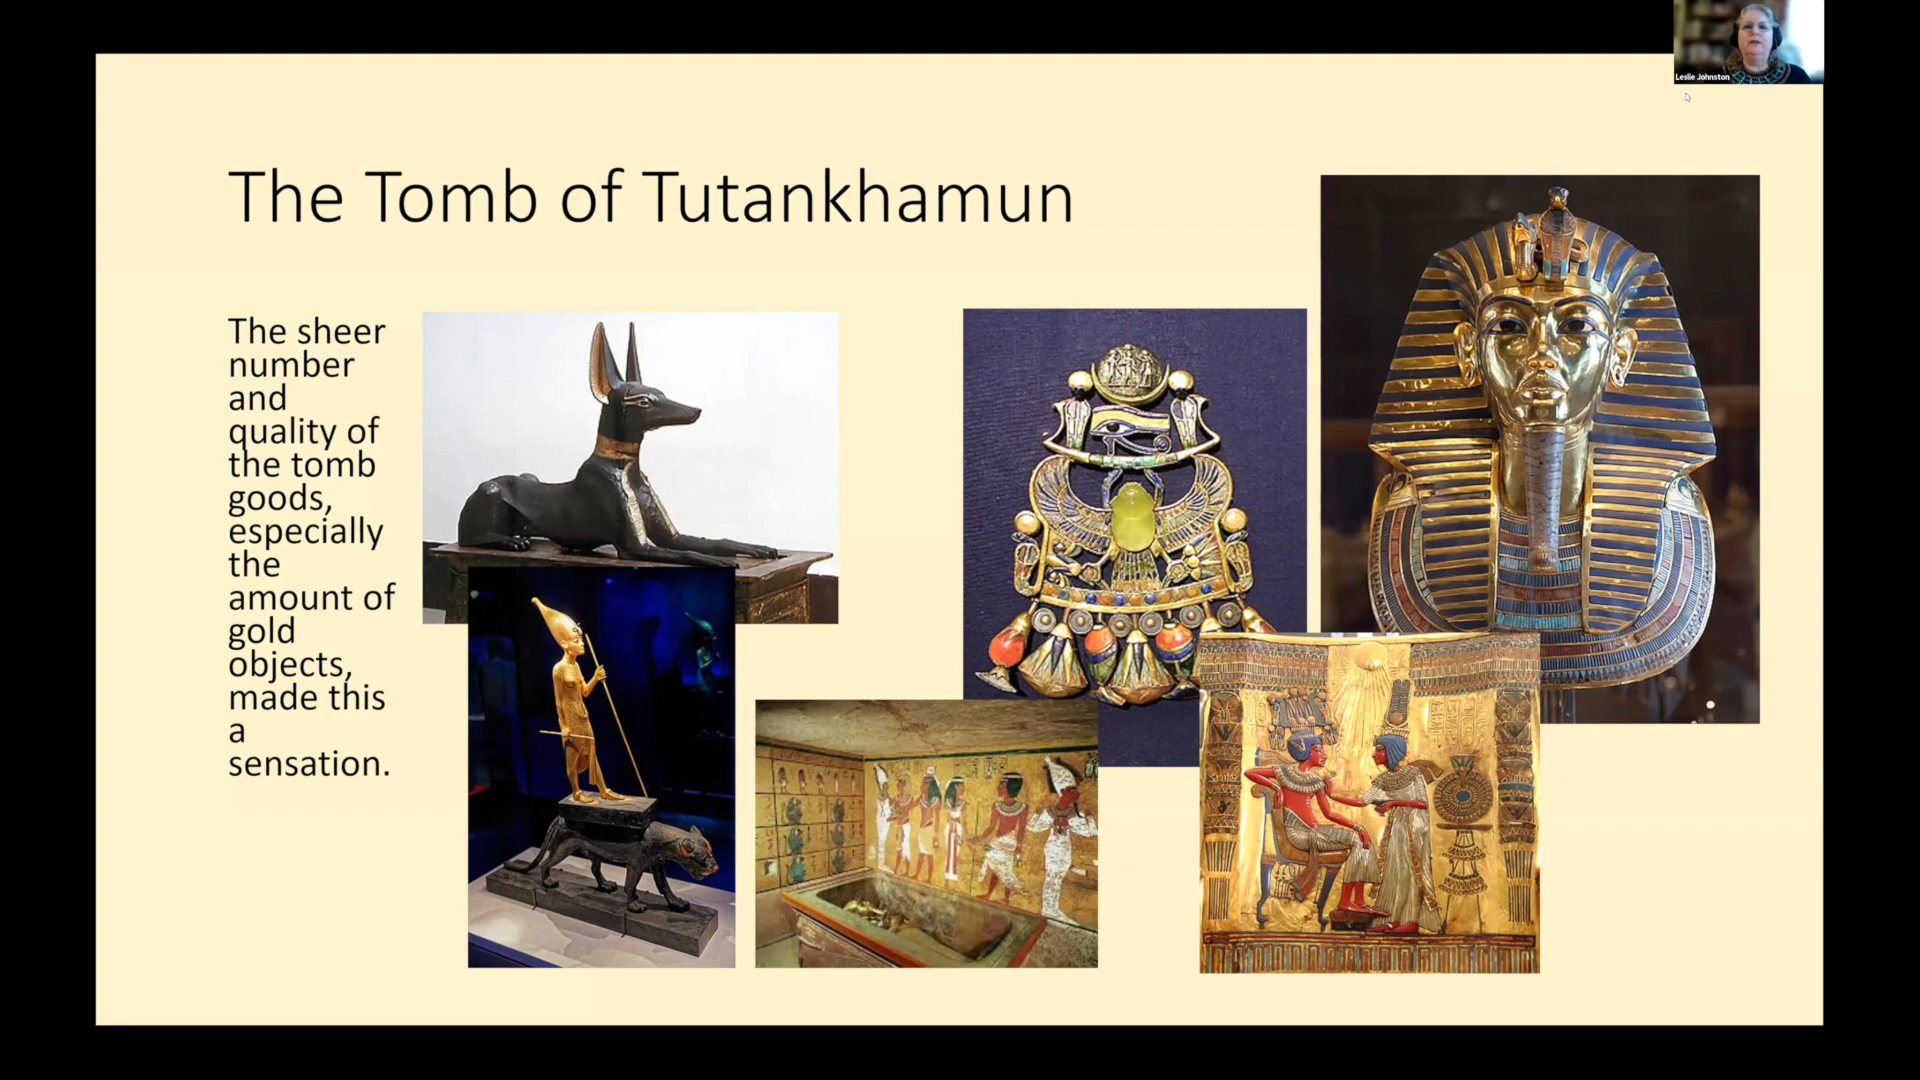 Leslie Johnston
The Tomb of Tutankhamun
The sheer
number
and
quality of
the tomb
goods,
especially
the
amount of
gold
objects,
made this
a
sensation.